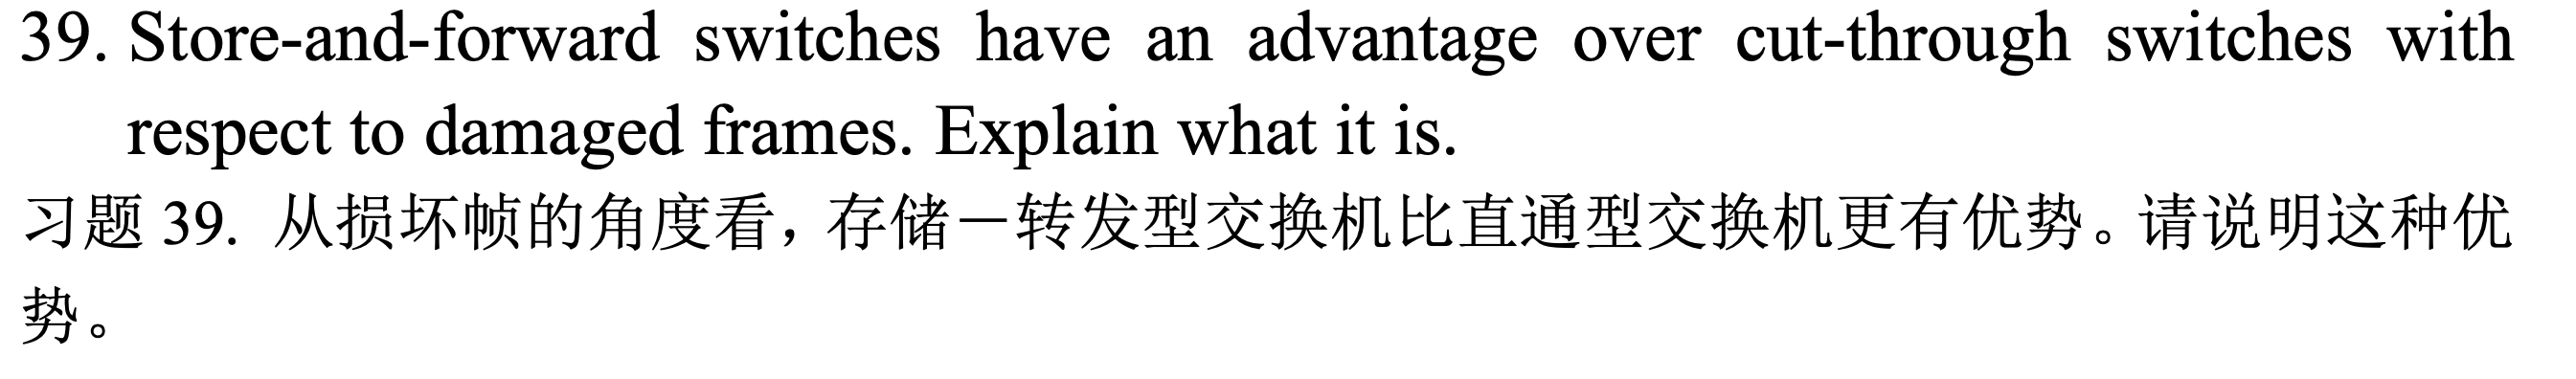 39. Store-and-forward switches have an advantage over cut-through switches with
respect to damaged frames. Explain what it is.
习题 39. 从损坏帧的角度看，存储－转发型交换机比直通型交换机更有优势。请说明这种优
势。